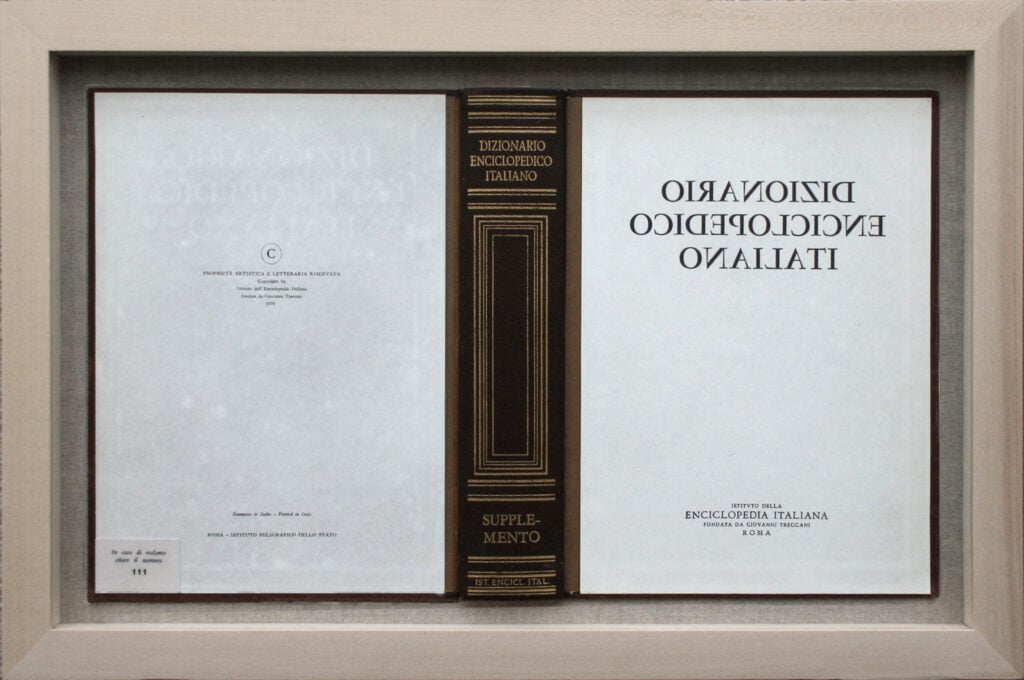 C
PROPRIETÀ ARTISTICA E LETTERARIA RISERVATA
Copyright by
Istituto dell'Enciclopedia Italiana
fondata da Giovanni Treccani
1970
Stampato in Italia – Printed in Italy
ROMA – ISTITUTO POLIGRAFICO DELLO STATO
In caso di reclamo
citare il numero
111
DIZIONARIO
ENCICLOPEDICO
ITALIANO
SUPPLE-
MENTO
IST. ENCICL. ITAL.
DIZIONARIO
ENCICLOPEDICO
ITALIANO
ISTITVTO DELLA
ENCICLOPEDIA ITALIANA
FONDATA DA GIOVANNI TRECCANI
ROMA